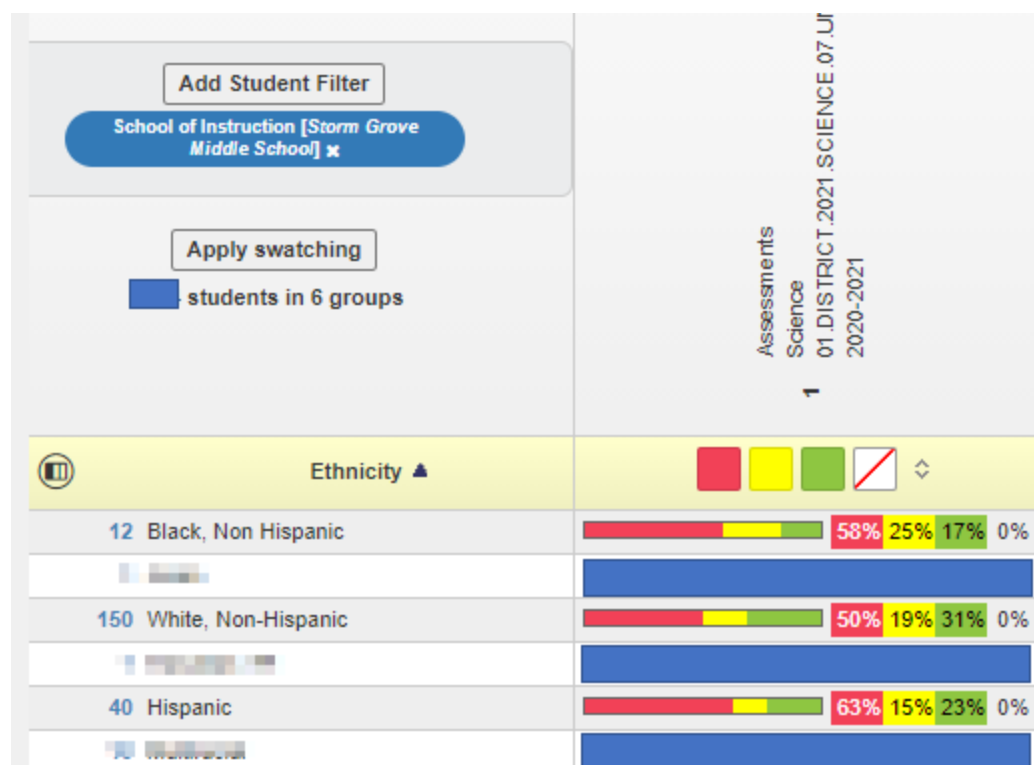 Add Student Filter
School of Instruction [Storm Grove
Middle School] ✖
Apply swatching
students in 6 groups
Assessments
Science
01.DISTRICT.2021.SCIENCE.07.
2020-2021
1
Ethnicity ▲
12 Black, Non Hispanic 58% 25% 17% 0%
150 White, Non-Hispanic 50% 19% 31% 0%
40 Hispanic 63% 15% 23% 0%